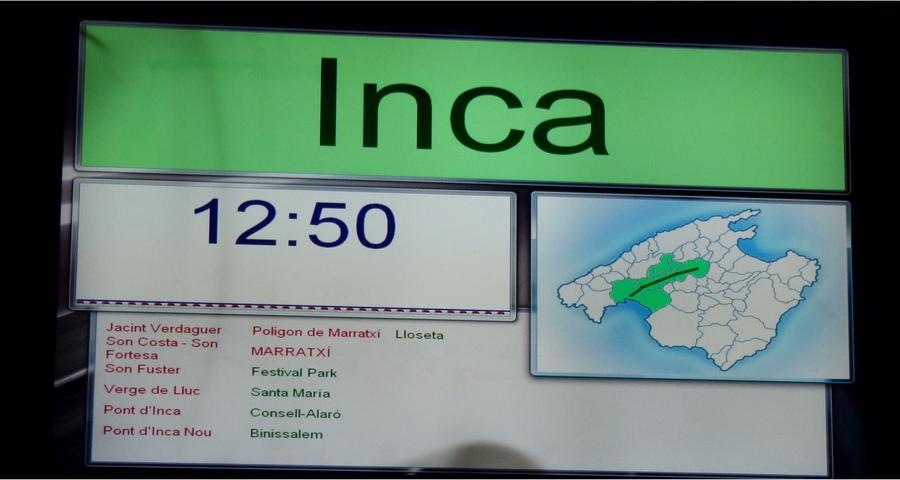 Inca
12:50
Jacint Verdaguer
Son Costa - Son
Fortesa
Son Fuster
Verge de Lluc
Pont d'Inca
Pont d'Inca Nou
Poligon de Marratxí
MARRATXÍ
Festival Park
Santa María
Consell-Alaró
Binissalem
Lloseta